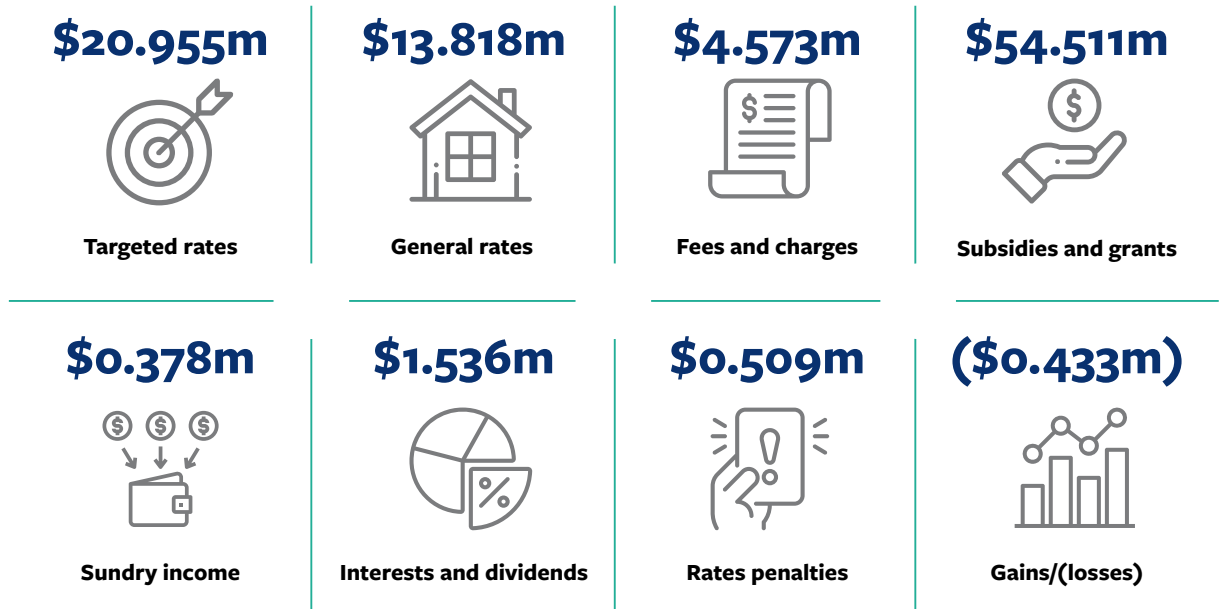 $20.955m
Targeted rates
$13.818m
General rates
$4.573m
$
Fees and charges
$54.511m
$
Subsidies and grants
$0.378m
$ $ $
Sundry income
$1.536m
%
Interests and dividends
$0.509m
!
Rates penalties
($0.433m)
Gains/(losses)